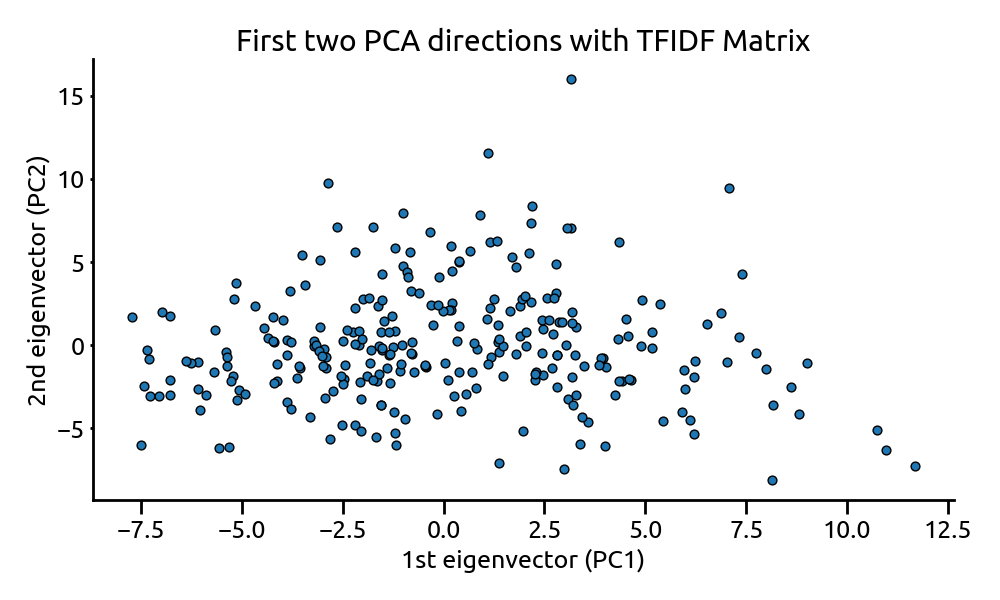 First two PCA directions with TFIDF Matrix
15
10
5
0
−5
2nd eigenvector (PC2)
−7.5 −5.0 −2.5 0.0 2.5 5.0 7.5 10.0 12.5
1st eigenvector (PC1)